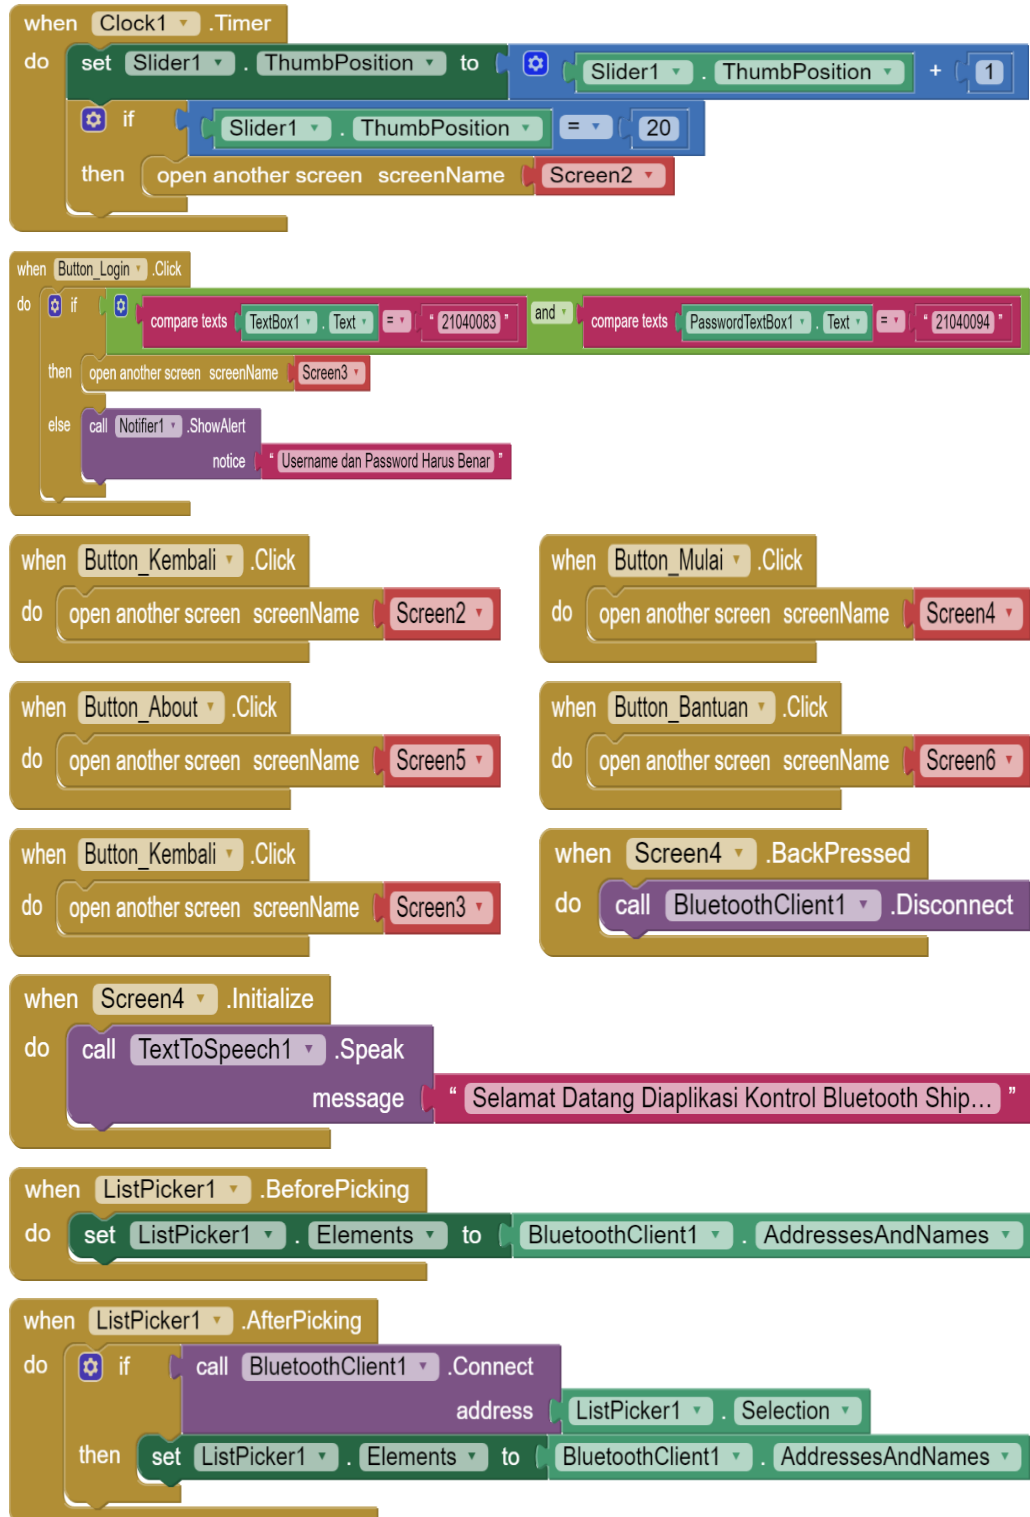 when Clock1 .Timer
do set Slider1 . ThumbPosition to Slider1 . ThumbPosition + 1
if Slider1 . ThumbPosition = 20
then open another screen screenName Screen2
when Button_Login .Click
do if compare texts TextBox1 . Text = “ 21040083 ” and compare texts PasswordTextBox1 . Text = “ 21040094 ”
then open another screen screenName Screen3
else call Notifier1 .ShowAlert
notice “ Username dan Password Harus Benar ”
when Button_Kembali .Click
do open another screen screenName Screen2
when Button_Mulai .Click
do open another screen screenName Screen4
when Button_About .Click
do open another screen screenName Screen5
when Button_Bantuan .Click
do open another screen screenName Screen6
when Button_Kembali .Click
do open another screen screenName Screen3
when Screen4 .BackPressed
do call BluetoothClient1 .Disconnect
when Screen4 .Initialize
do call TextToSpeech1 .Speak
message “ Selamat Datang Diaplikasi Kontrol Bluetooth Ship... ”
when ListPicker1 .BeforePicking
do set ListPicker1 . Elements to BluetoothClient1 . AddressesAndNames
when ListPicker1 .AfterPicking
do if call BluetoothClient1 .Connect
address ListPicker1 . Selection
then set ListPicker1 . Elements to BluetoothClient1 . AddressesAndNames